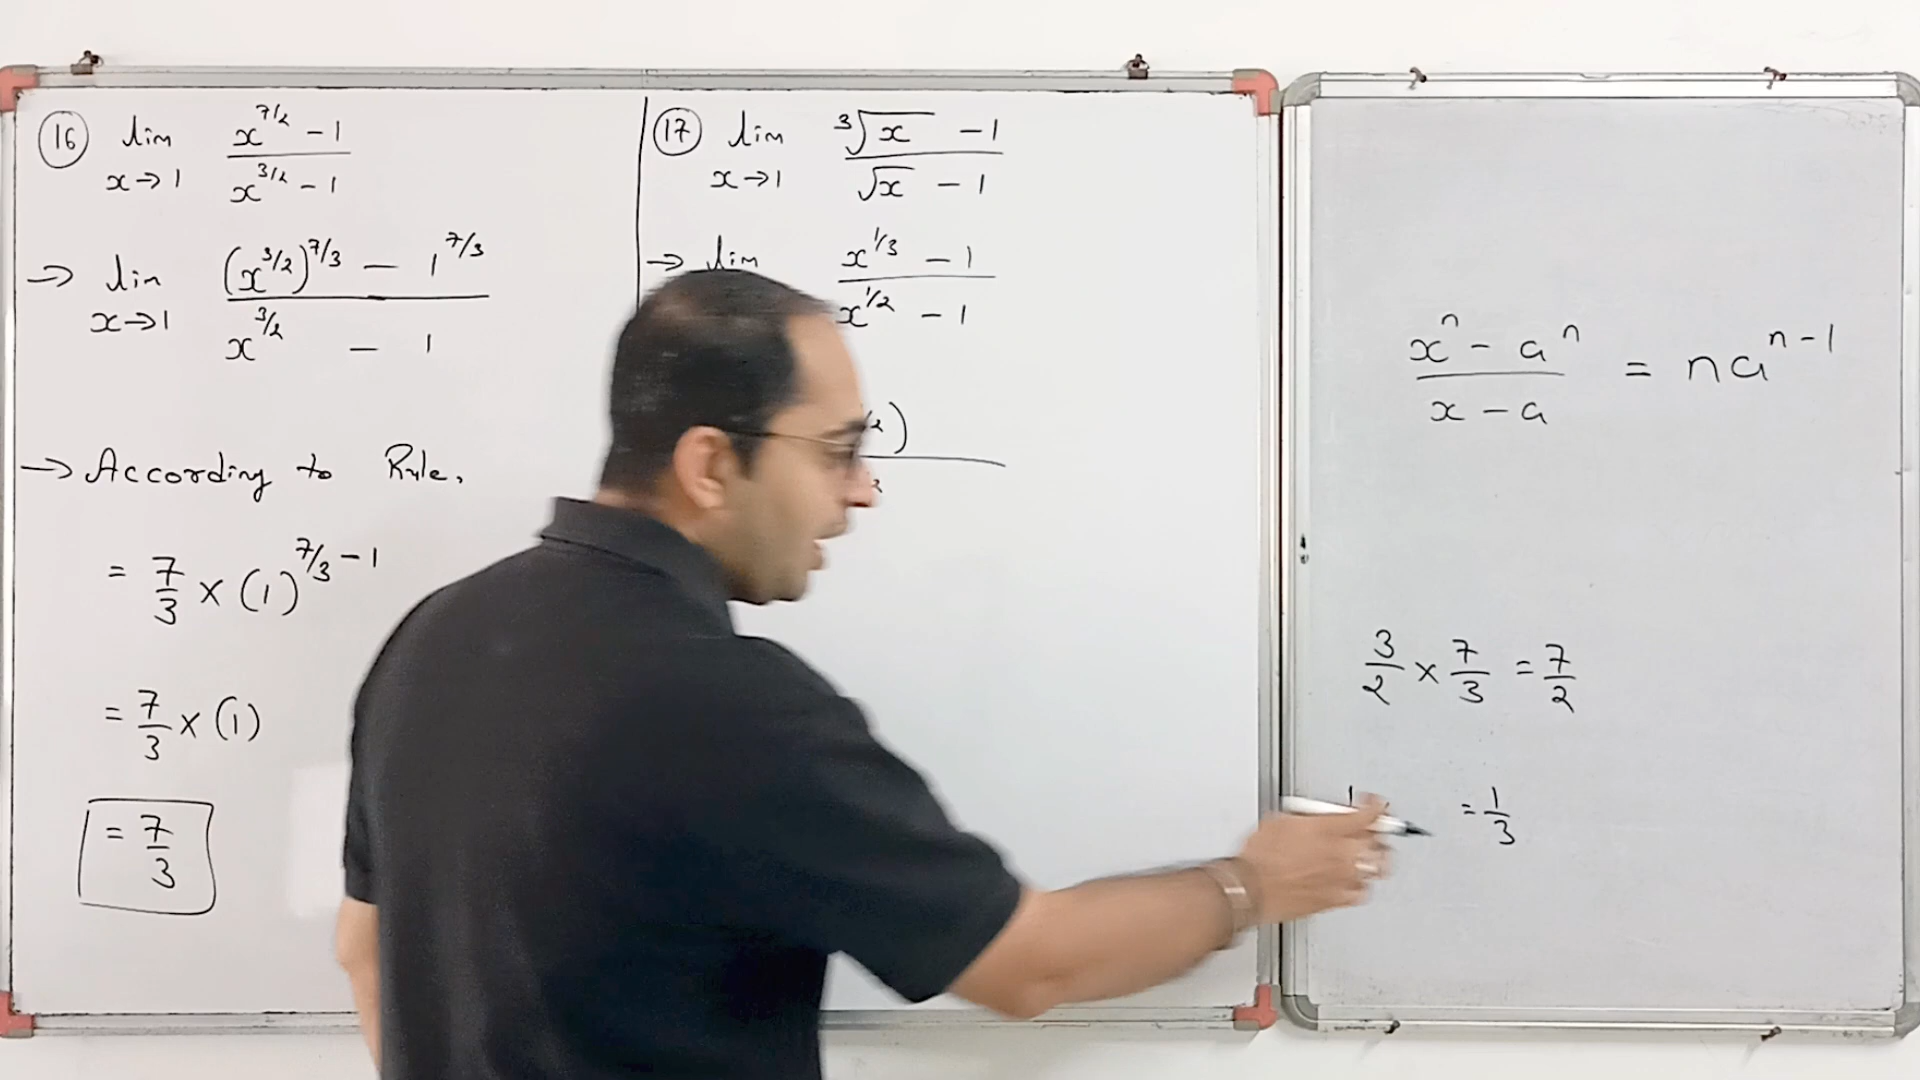 (16) lim x→1 (x^7/2 - 1)/(x^3/2 - 1)
→ lim x→1 ((x^3/2)^7/3 - 1^7/3)/(x^3/2 - 1)
→ According to Rule,
= 7/3 × (1)^7/3 - 1
= 7/3 × (1)
= 7/3
(17) lim x→1 (³√x - 1)/(√x - 1)
→ lim (x^1/3 - 1)/(x^1/2 - 1)
(x^n - a^n)/(x - a) = na^n - 1
3/2 × 7/3 = 7/2
= 1/3